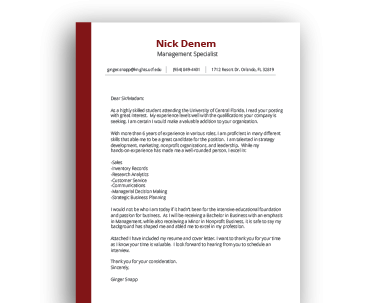 Nick Denem
Management Specialist
ginger.snapp@knights.ucf.edu | (954) 689-4681 | 1712 Resort Dr. Orlando, FL 32819
Dear Sir/Madam:
As a highly skilled student attending the University of Central Florida, I read your posting
with great interest. My experience levels well with the qualifications your company is
seeking. I am certain I would make a valuable addition to your organization.
With more than 6 years of experience in various roles, I am proficient in many different
skills that able me to be a great candidate for the position. I am talented in strategy
development, marketing, nonprofit organizations, and leadership. While my
hands-on experience has made me a well-rounded person, I excel in:
-Sales
-Inventory Records
-Research Analytics
-Customer Service
-Communications
-Managerial Decision Making
-Strategic Business Planning
I would not be who I am today if it hadn't been for the intensive educational foundation
and passion for business. As I will be receiving a Bachelor in Business with an emphasis
in Management, while also receiving a Minor in Nonprofit Business, it is safe to say my
background has shaped me and abled me to excel in my profession.
Attached I have included my resume and cover letter. I want to thank you for your time
as I know your time is valuable. I look forward to hearing from you to schedule an
interview.
Thank you for your consideration.
Sincerely,
Ginger Snapp